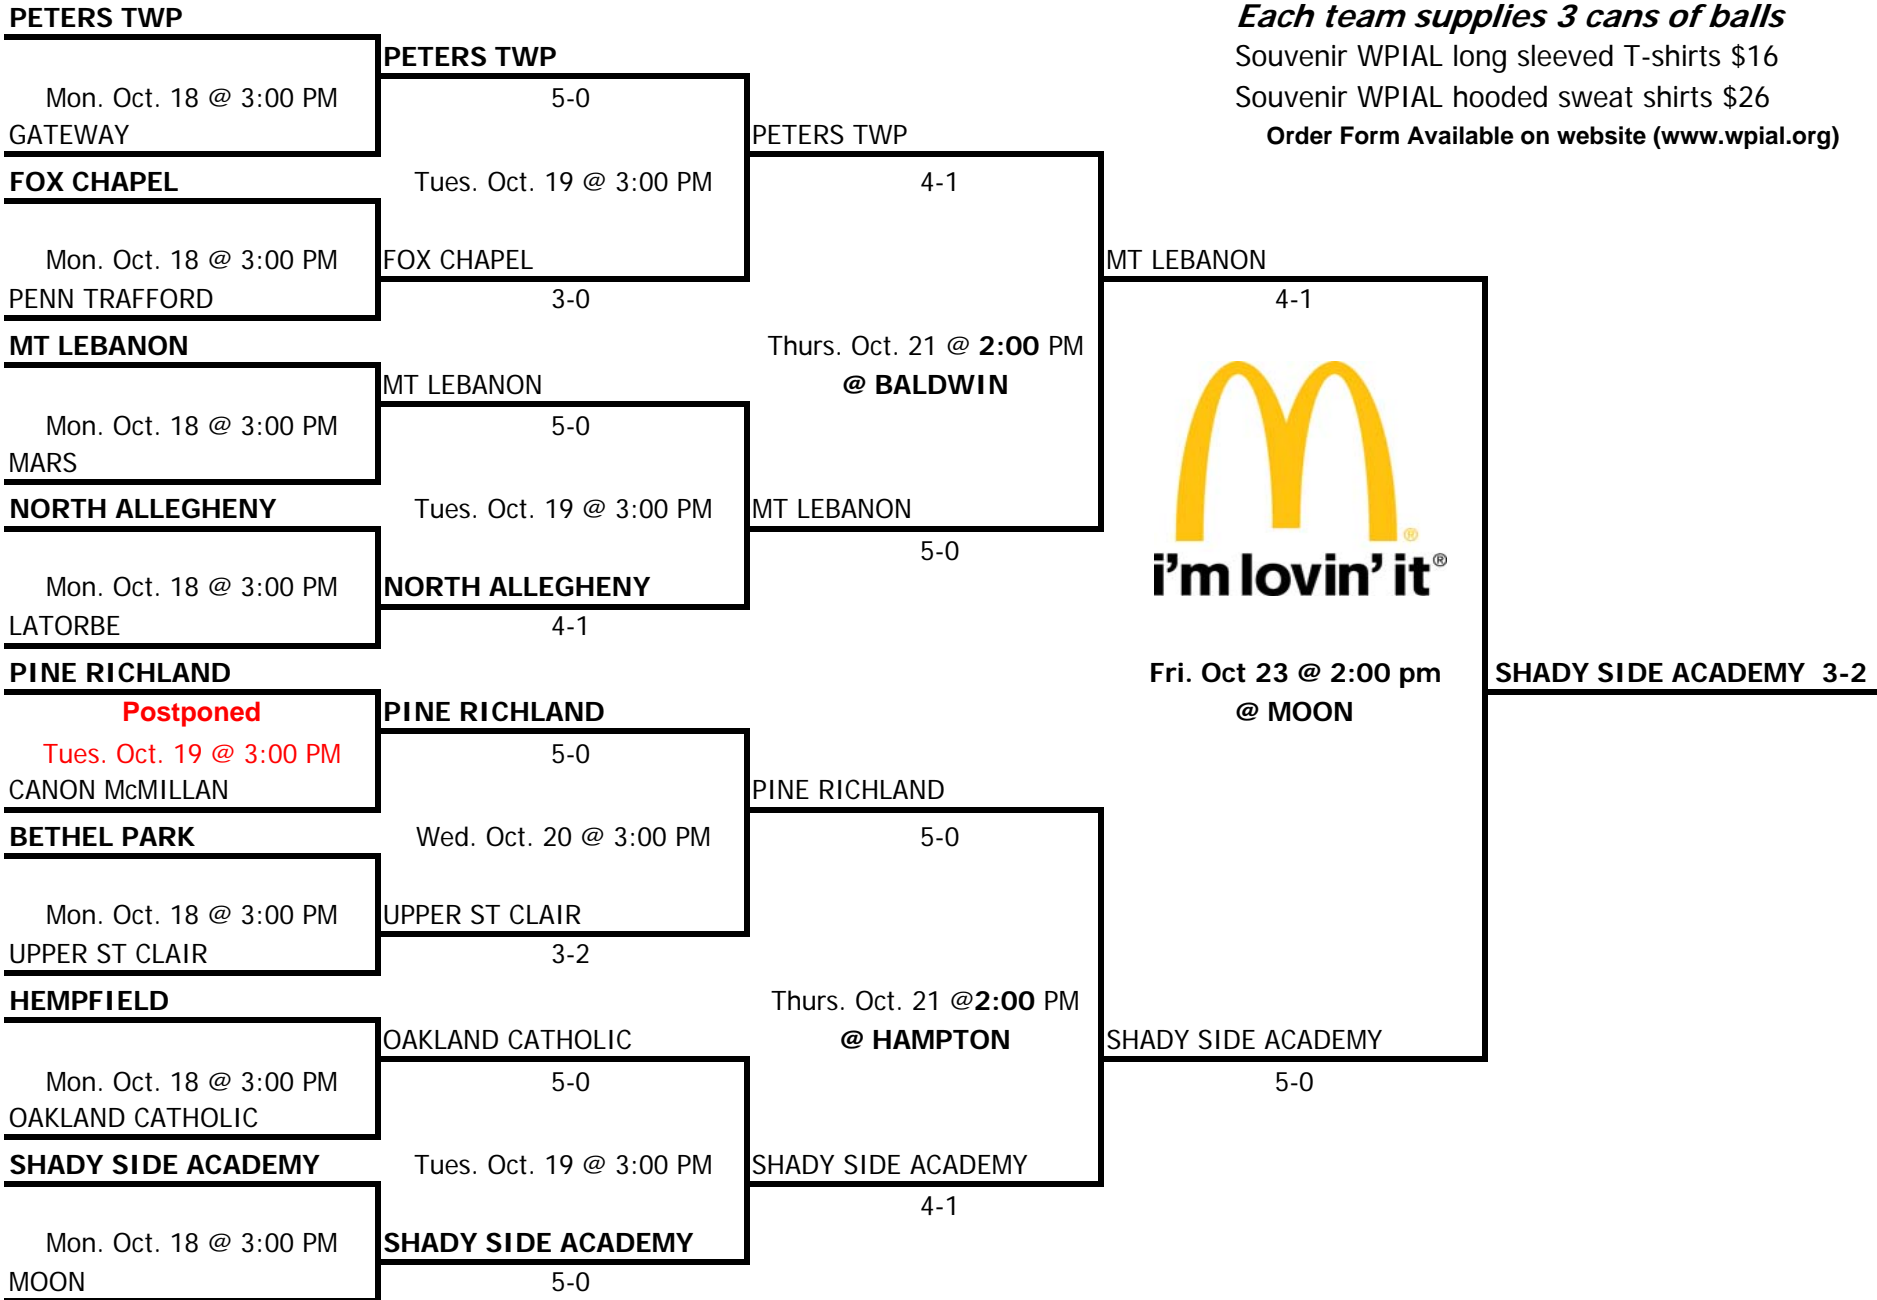 PETERS TWP
Each team supplies 3 cans of balls
PETERS TWP
Souvenir WPIAL long sleeved T-shirts $16
Mon. Oct. 18 @ 3:00 PM
5-0
Souvenir WPIAL hooded sweat shirts $26
GATEWAY
PETERS TWP
Order Form Available on website (www.wpial.org)
FOX CHAPEL
Tues. Oct. 19 @ 3:00 PM
4-1
Mon. Oct. 18 @ 3:00 PM
FOX CHAPEL
MT LEBANON
PENN TRAFFORD
3-0
4-1
MT LEBANON
Thurs. Oct. 21 @ 2:00 PM
MT LEBANON
@ BALDWIN
Mon. Oct. 18 @ 3:00 PM
5-0
MARS
NORTH ALLEGHENY
Tues. Oct. 19 @ 3:00 PM
MT LEBANON
®
5-0
i'm lovin' it®
Mon. Oct. 18 @ 3:00 PM
NORTH ALLEGHENY
LATORBE
4-1
PINE RICHLAND
Fri. Oct 23 @ 2:00 pm
SHADY SIDE ACADEMY 3-2
Postponed
PINE RICHLAND
@ MOON
Tues. Oct. 19 @ 3:00 PM
5-0
CANON McMILLAN
PINE RICHLAND
BETHEL PARK
Wed. Oct. 20 @ 3:00 PM
5-0
Mon. Oct. 18 @ 3:00 PM
UPPER ST CLAIR
UPPER ST CLAIR
3-2
HEMPFIELD
Thurs. Oct. 21 @2:00 PM
OAKLAND CATHOLIC
@ HAMPTON
SHADY SIDE ACADEMY
Mon. Oct. 18 @ 3:00 PM
5-0
5-0
OAKLAND CATHOLIC
SHADY SIDE ACADEMY
Tues. Oct. 19 @ 3:00 PM
SHADY SIDE ACADEMY
4-1
Mon. Oct. 18 @ 3:00 PM
SHADY SIDE ACADEMY
MOON
5-0